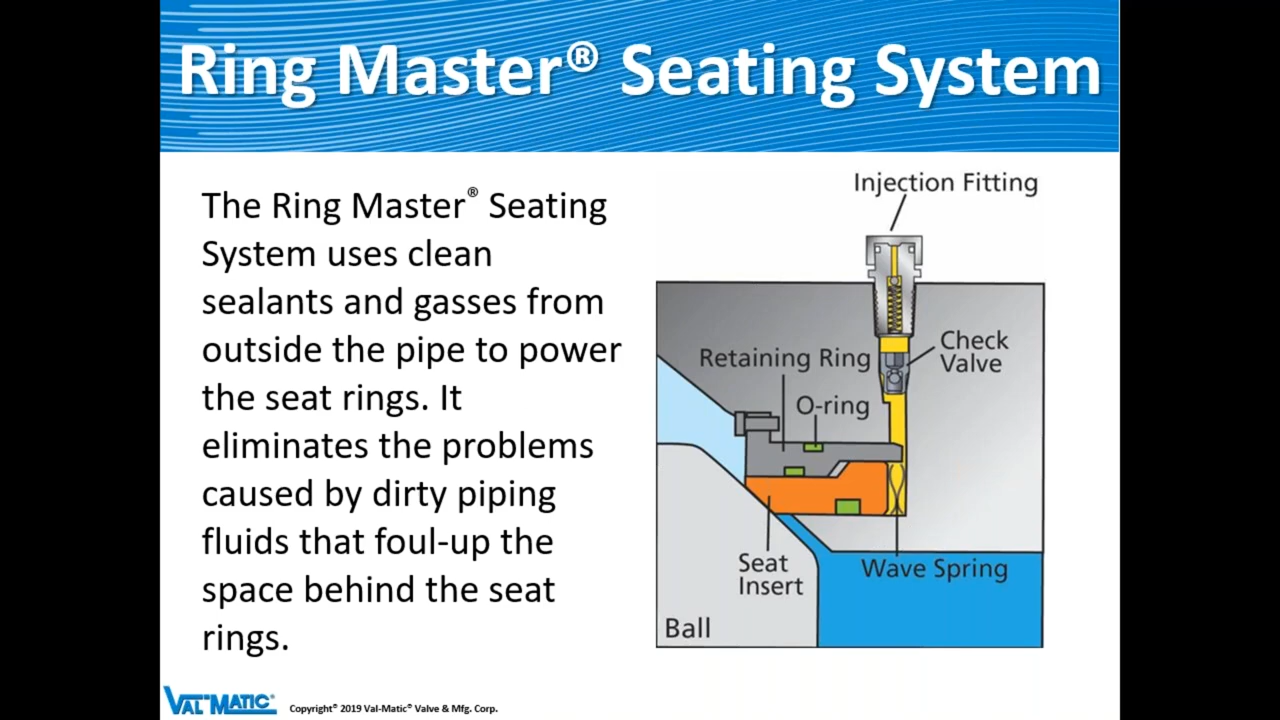 Ring Master® Seating System
The Ring Master® Seating
System uses clean
sealants and gasses from
outside the pipe to power
the seat rings. It
eliminates the problems
caused by dirty piping
fluids that foul-up the
space behind the seat
rings.
Injection Fitting
Check
Valve
Retaining Ring
O-ring
Seat
Insert
Wave Spring
Ball
VAL MATIC®
Copyright© 2019 Val-Matic® Valve & Mfg. Corp.